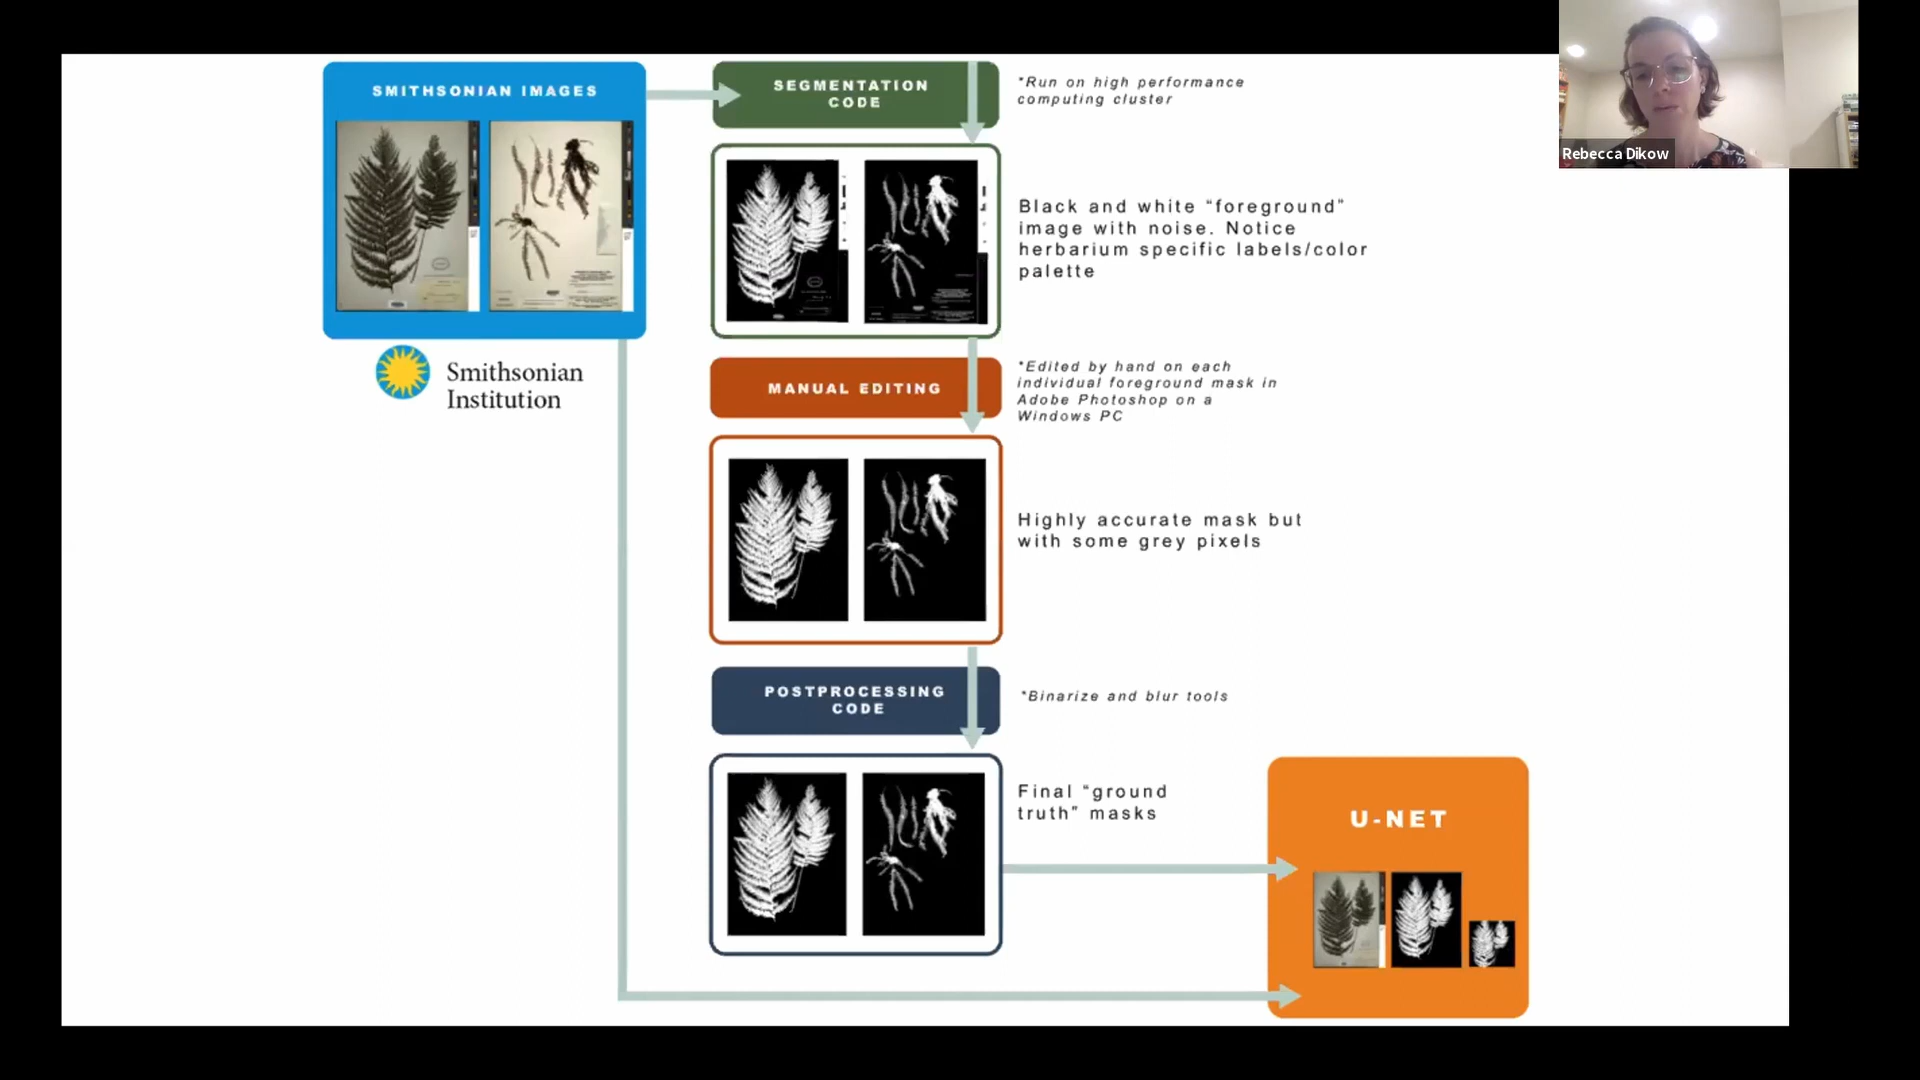 SMITHSONIAN IMAGES
Smithsonian
Institution
SEGMENTATION
CODE
*Run on high performance
computing cluster
Black and white “foreground”
image with noise. Notice
herbarium specific labels/color
palette
MANUAL EDITING
*Edited by hand on each
individual foreground mask in
Adobe Photoshop on a
Windows PC
Highly accurate mask but
with some grey pixels
POSTPROCESSING
CODE
*Binarize and blur tools
Final “ground
truth” masks
U-NET
Rebecca Dikow